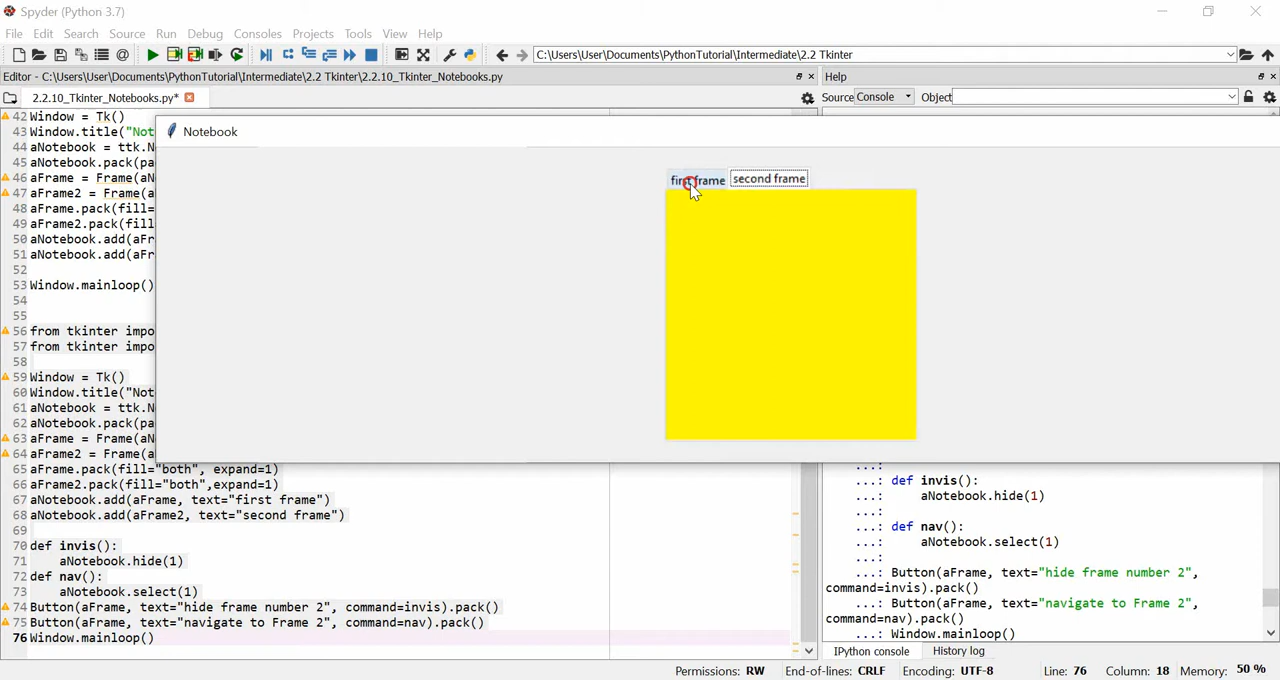 Spyder (Python 3.7)
File Edit Search Source Run Debug Consoles Projects Tools View Help
C:\Users\User\Documents\PythonTutorial\Intermediate\2.2 Tkinter
Editor - C:\Users\User\Documents\PythonTutorial\Intermediate\2.2 Tkinter\2.2.10_Tkinter_Notebooks.py
Help
2.2.10_Tkinter_Notebooks.py*
Source Console Object
Notebook
first frame second frame
42 Window = Tk()
43 Window.title("Not
44 aNotebook = ttk.N
45 aNotebook.pack(pa
46 aFrame = Frame(aN
47 aFrame2 = Frame(a
48 aFrame.pack(fill=
49 aFrame2.pack(fill
50 aNotebook.add(aFr
51 aNotebook.add(aFr
52
53 Window.mainloop()
54
55
56 from tkinter impo
57 from tkinter impo
58
59 Window = Tk()
60 Window.title("Not
61 aNotebook = ttk.N
62 aNotebook.pack(pa
63 aFrame = Frame(aN
64 aFrame2 = Frame(a
65 aFrame.pack(fill="both", expand=1)
66 aFrame2.pack(fill="both",expand=1)
67 aNotebook.add(aFrame, text="first frame")
68 aNotebook.add(aFrame2, text="second frame")
69
70 def invis():
71 aNotebook.hide(1)
72 def nav():
73 aNotebook.select(1)
74 Button(aFrame, text="hide frame number 2", command=invis).pack()
75 Button(aFrame, text="navigate to Frame 2", command=nav).pack()
76 Window.mainloop()
...:
...: def invis():
...: aNotebook.hide(1)
...:
...: def nav():
...: aNotebook.select(1)
...:
...: Button(aFrame, text="hide frame number 2",
command=invis).pack()
...: Button(aFrame, text="navigate to Frame 2",
command=nav).pack()
...: Window.mainloop()
IPython console History log
Permissions: RW End-of-lines: CRLF Encoding: UTF-8 Line: 76 Column: 18 Memory: 50 %